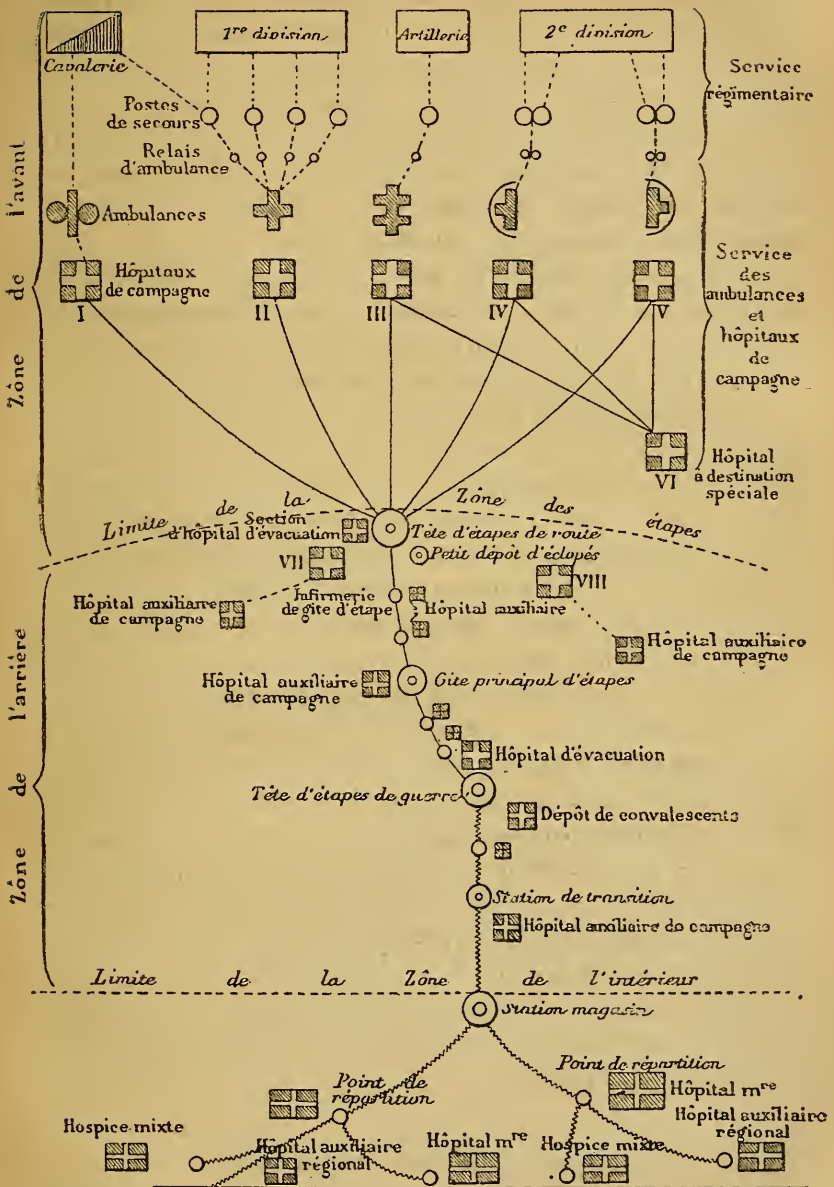 1re division
Artillerie
2e division
Cavalerie
Service
régimentaire
Postes
de secours
Relais
d'ambulance
Ambulances
Hôpitaux
de campagne
I
II
III
IV
V
Service
des
ambulances
et
hôpitaux
de
campagne
Hôpital
à destination
spéciale
VI
Zône de l'avant
Limite de la Zône des étapes
Section
d'hôpital d'évacuation
Tête d'étapes de route
Petit dépôt d'éclopés
VII
VIII
Hôpital auxiliaire
de campagne
Infirmerie
de gîte d'étape
Hôpital auxiliaire
Hôpital auxiliaire
de campagne
Hôpital auxiliaire
de campagne
Gîte principal d'étapes
Hôpital d'évacuation
Tête d'étapes de guerre
Dépôt de convalescents
Station de transition
Hôpital auxiliaire de campagne
Zône de l'arrière
Limite de la Zône de l'intérieur
Station magasin
Point de
répartition
Point de répartition
Hôpital mre
Hôpital auxiliaire
régional
Hospice mixte
Hôpital auxiliaire
régional
Hôpital mre
Hospice mixte